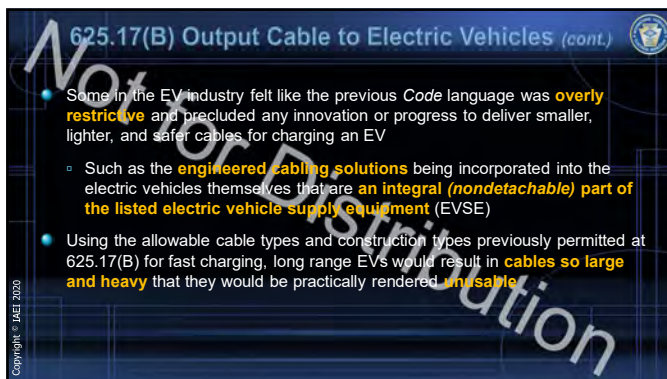 625.17(B) Output Cable to Electric Vehicles (cont.)
Some in the EV industry felt like the previous Code language was overly
restrictive and precluded any innovation or progress to deliver smaller,
lighter, and safer cables for charging an EV
Such as the engineered cabling solutions being incorporated into the
electric vehicles themselves that are an integral (nondetachable) part of
the listed electric vehicle supply equipment (EVSE)
Using the allowable cable types and construction types previously permitted at
625.17(B) for fast charging, long range EVs would result in cables so large
and heavy that they would be practically rendered unusable
Not for Distribution
Copyright © IAEI 2020